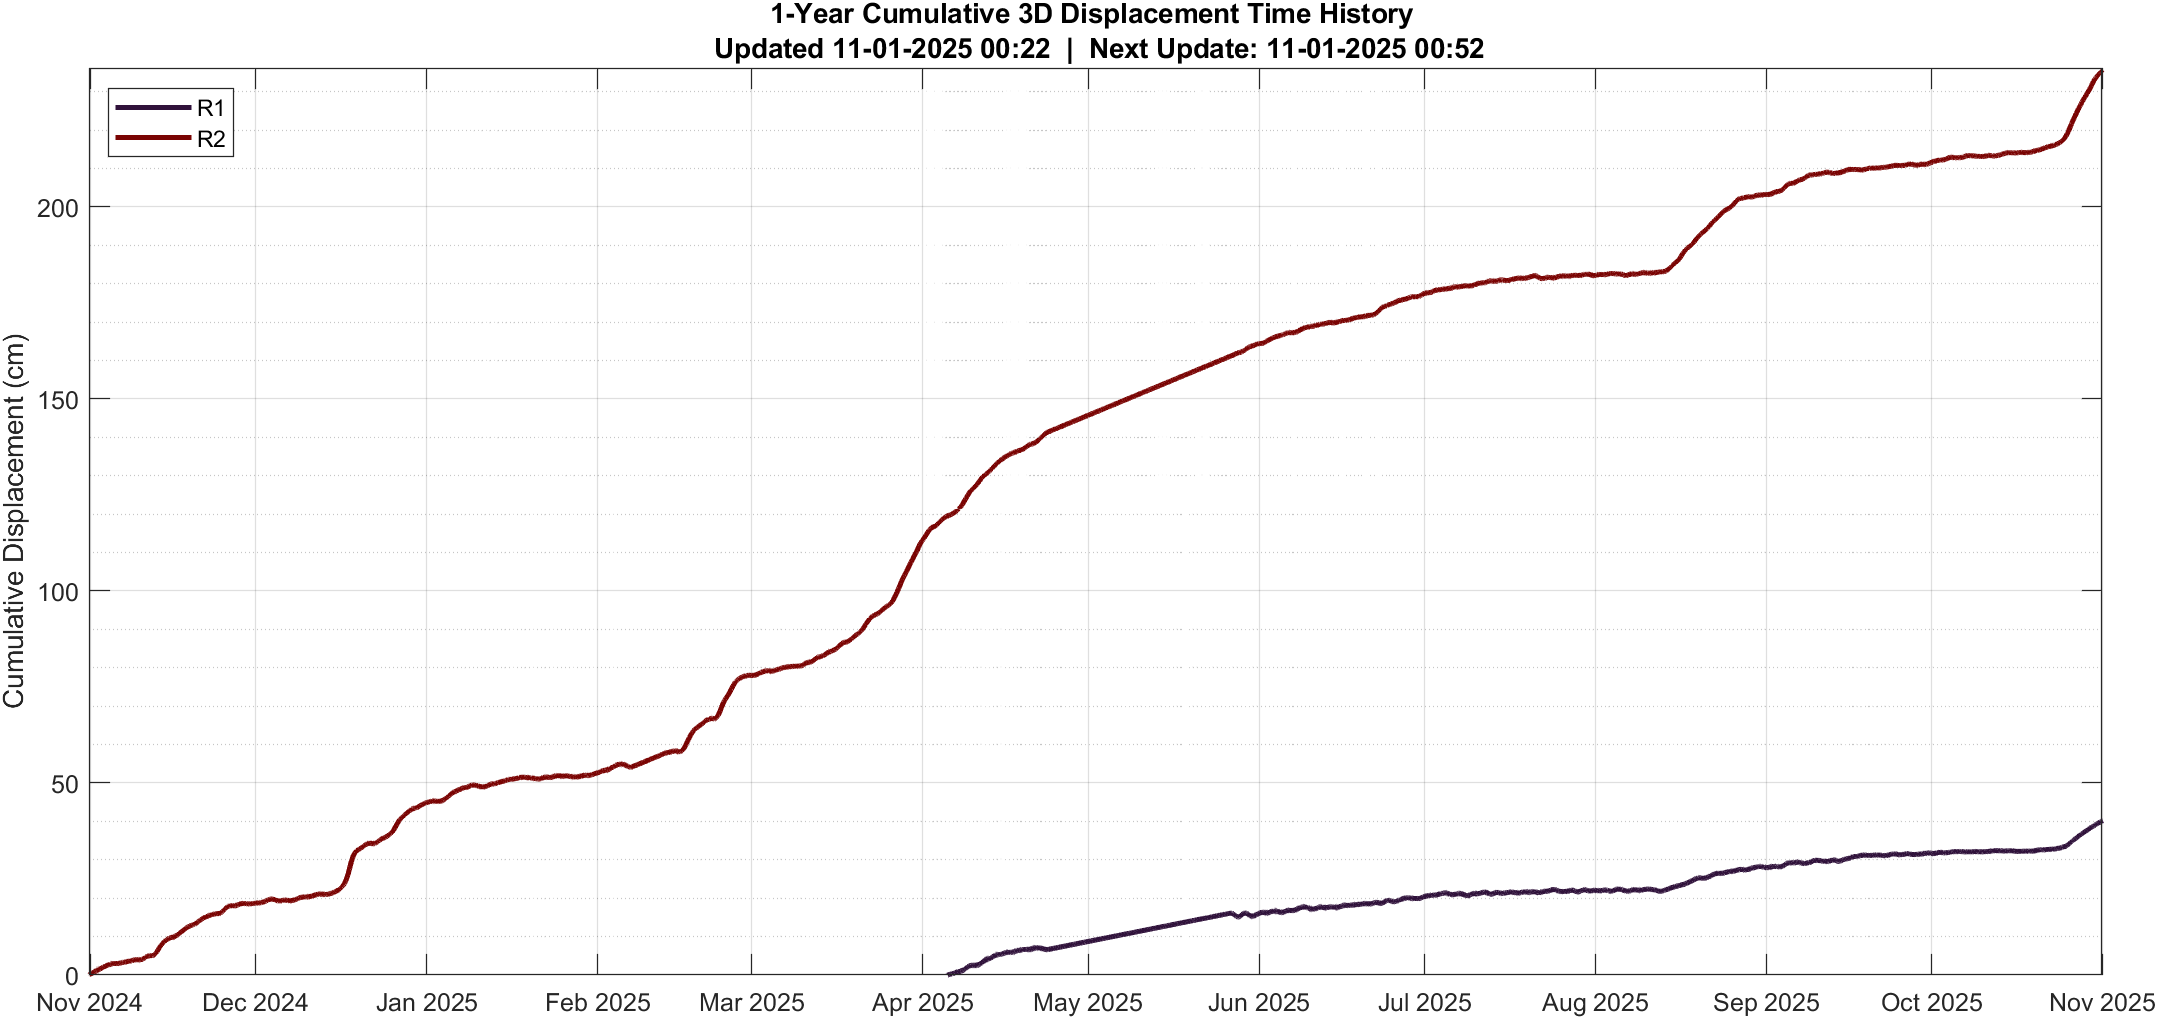 1-Year Cumulative 3D Displacement Time History
Updated 11-01-2025 00:22 | Next Update: 11-01-2025 00:52
R1
R2
Cumulative Displacement (cm)
200
150
100
50
0
Nov 2024 Dec 2024 Jan 2025 Feb 2025 Mar 2025 Apr 2025 May 2025 Jun 2025 Jul 2025 Aug 2025 Sep 2025 Oct 2025 Nov 2025